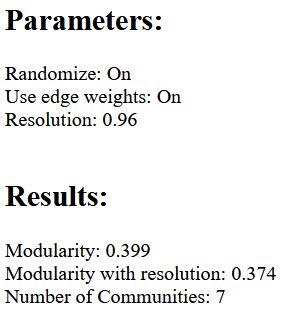 Parameters:
Randomize: On
Use edge weights: On
Resolution: 0.96
Results:
Modularity: 0.399
Modularity with resolution: 0.374
Number of Communities: 7